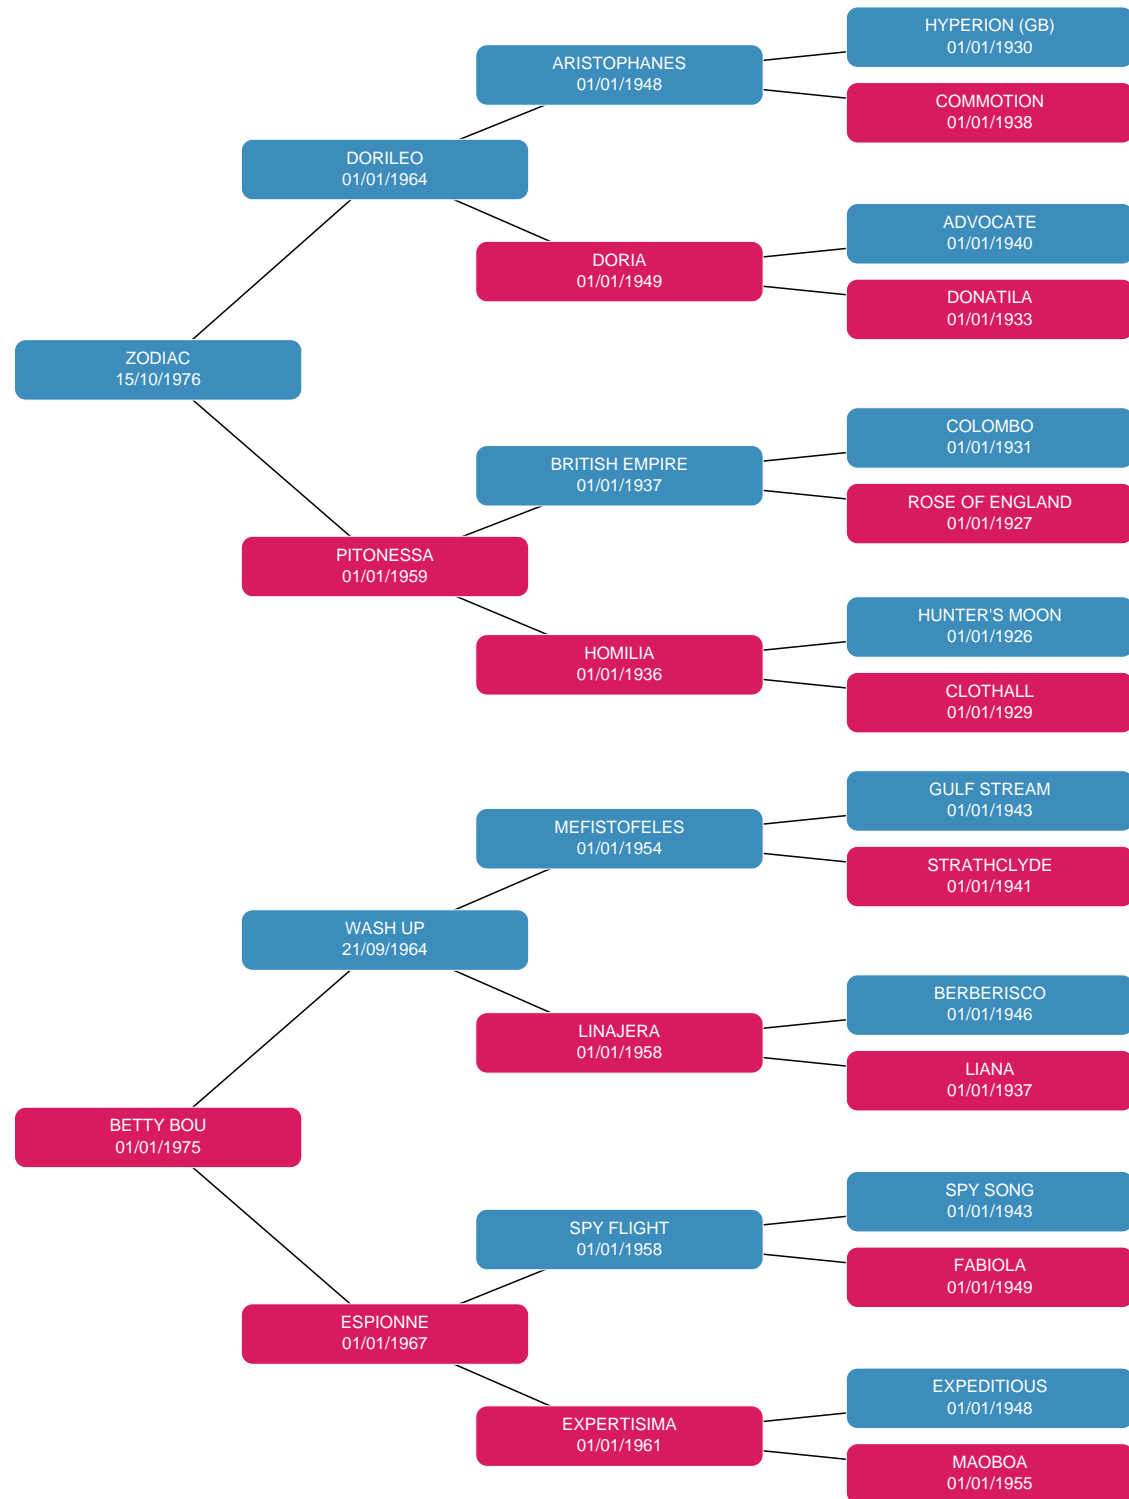 HYPERION (GB)
01/01/1930
ARISTOPHANES
01/01/1948
COMMOTION
01/01/1938
DORILEO
01/01/1964
ADVOCATE
01/01/1940
DORIA
01/01/1949
DONATILA
01/01/1933
ZODIAC
15/10/1976
COLOMBO
01/01/1931
BRITISH EMPIRE
01/01/1937
ROSE OF ENGLAND
01/01/1927
PITONESSA
01/01/1959
HUNTER'S MOON
01/01/1926
HOMILIA
01/01/1936
CLOTHALL
01/01/1929
GULF STREAM
01/01/1943
MEFISTOFELES
01/01/1954
STRATHCLYDE
01/01/1941
WASH UP
21/09/1964
BERBERISCO
01/01/1946
LINAJERA
01/01/1958
LIANA
01/01/1937
BETTY BOU
01/01/1975
SPY SONG
01/01/1943
SPY FLIGHT
01/01/1958
FABIOLA
01/01/1949
ESPIONNE
01/01/1967
EXPEDITIOUS
01/01/1948
EXPERTISIMA
01/01/1961
MAOBOA
01/01/1955